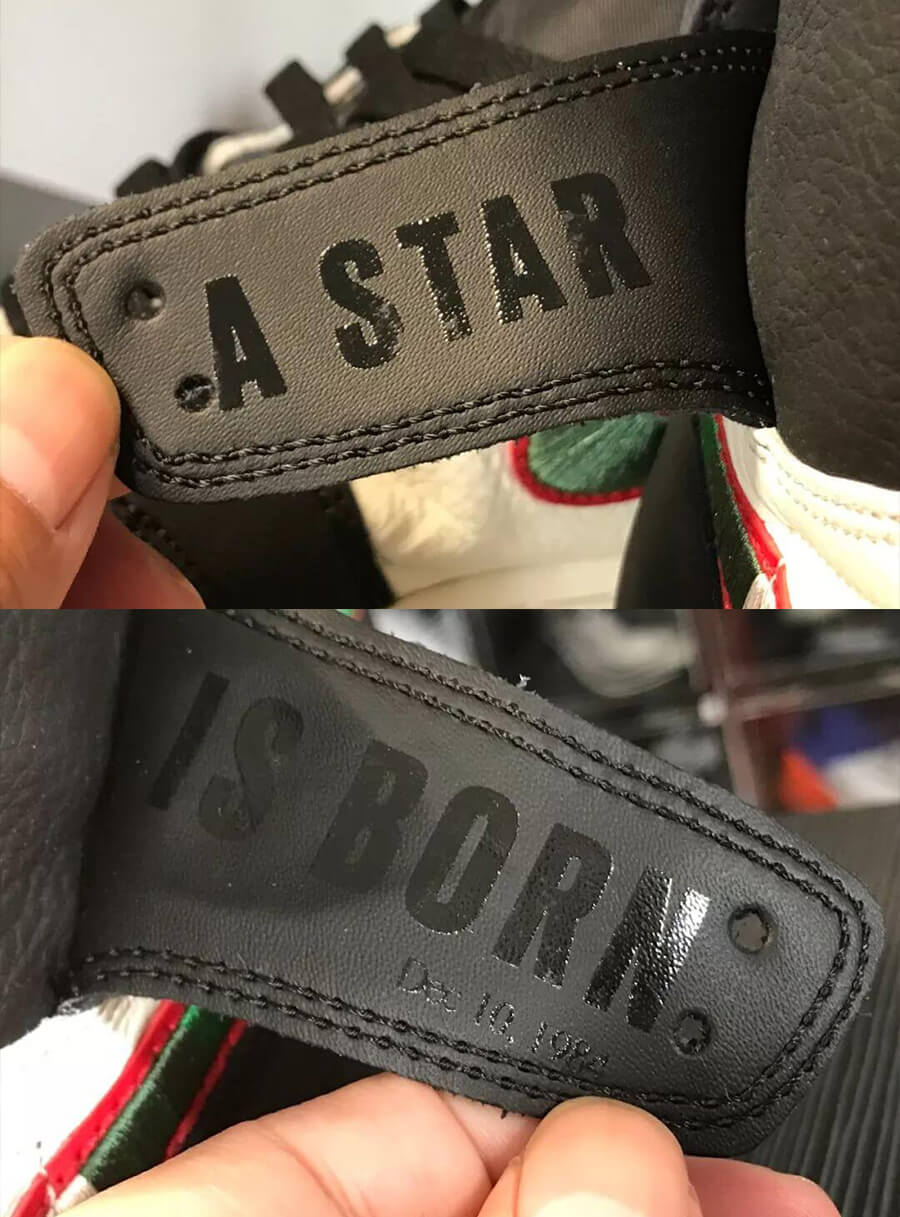 A STAR
IS BORN.
Dec 10, 1984